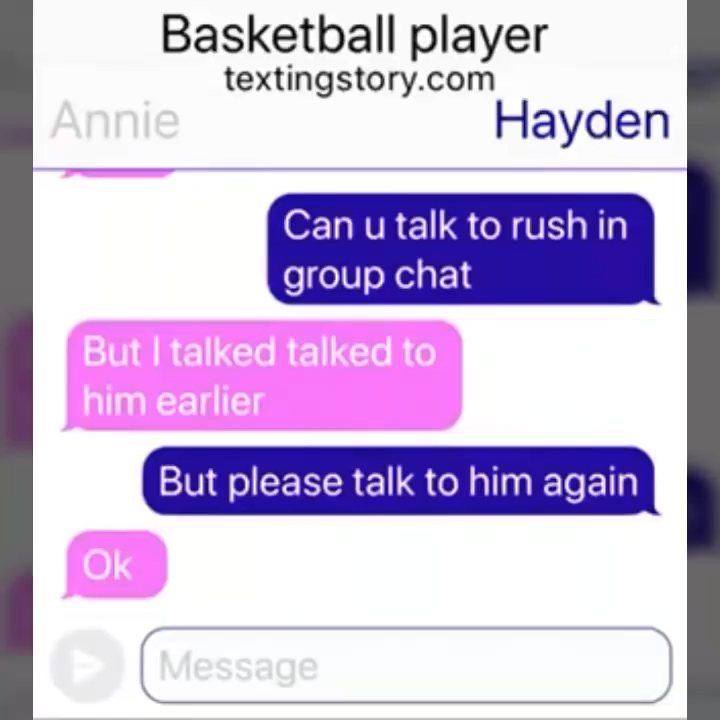 Basketball player
textingstory.com
Annie
Hayden
Can u talk to rush in
group chat
But I talked talked to
him earlier
But please talk to him again
Ok
Message